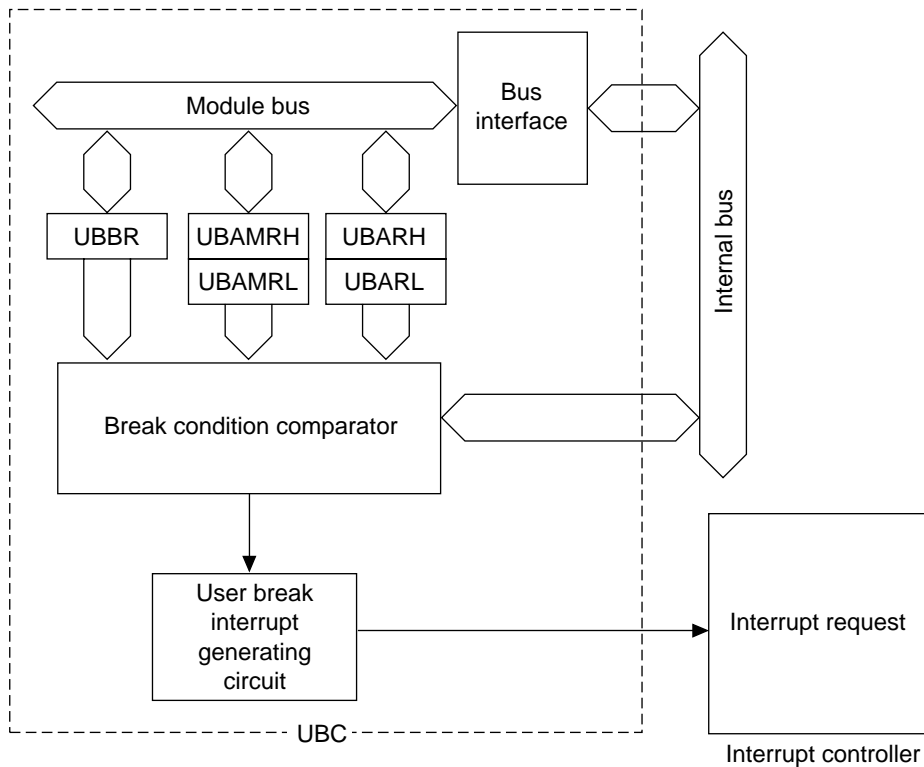 Module bus
Bus
interface
Internal bus
UBBR
UBAMRH
UBARH
UBAMRL
UBARL
Break condition comparator
User break
interrupt
generating
circuit
Interrupt request
UBC
Interrupt controller